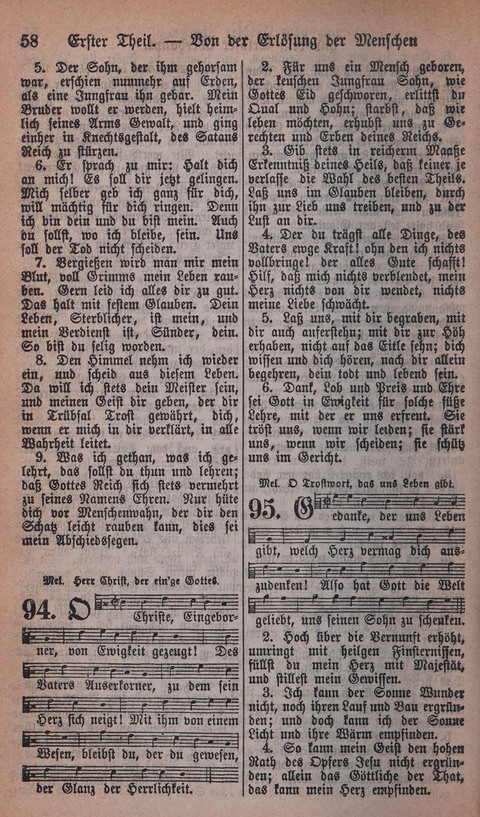 58 Erster Theil. — Von der Erlösung der Menschen
5. Der Sohn, der ihm gehorsam
war, erschien nunmehr auf Erden,
als eine Jungfrau ihn gebar. Mein
Bruder wollt er werden, hielt heim-
lich seines Arms Gewalt, und ging
einher in Knechtsgestalt, des Satans
Reich zu stürzen.
6. Er sprach zu mir: Halt dich
an mich! Es soll dir jetzt gelingen.
Mich selber geb ich ganz für dich,
will mächtig für dich ringen. Denn
ich bin dein und du bist mein. Auch
du sollst, wo ich bleibe, sein. Uns
soll der Tod nicht scheiden.
7. Vergießen wird man mir mein
Blut, voll Grimms mein Leben rau-
ben. Gern leid ich alles dir zu gut.
Das halt mit festem Glauben. Dein
Leben, Sterblicher, ist mein, und
mein Verdienst ist, Sünder, dein.
So bist du selig worden.
8. Den Himmel nehm ich wieder
ein, und scheid aus diesem Leben.
Da will ich stets dein Meister sein,
und meinen Geist dir geben, der dir
in Trübsal Trost gewährt, dich,
wenn er mich in dir verklärt, in alle
Wahrheit leitet.
9. Was ich gethan, was ich ge-
lehrt, das sollst du thun und lehren;
daß Gottes Reich sich stets vermehrt
zu seines Namens Ehren. Nur hüte
dich vor Menschenwahn, der dir den
Schatz leicht rauben kann, dies sei
mein Abschiedssegen.
Mel. Herr Christ, der ein'ge Gottes.
94. O Christe, Eingebor-
ner, von Ewigkeit gezeugt! Des
Vaters Auserkorner, zu dem sein
Herz sich neigt! Mit ihm von einem
Wesen, bleibst du, der du gewesen,
der Glanz der Herrlichkeit.
2. Für uns ein Mensch geboren,
der keuschen Jungfrau Sohn, wie
Gottes Eid geschworen, erlittst du
Qual und Hohn; starbst, daß wir
leben möchten, erhubst uns zu Ge-
rechten und Erben deines Reichs.
3. Gib stets in reicherm Maaße
Erkenntniß deines Heils, daß keiner je
verlasse die Wahl des besten Theils.
Laß uns im Glauben bleiben, durch
ihn zur Lieb uns treiben, und zu der
Lust an dir.
4. Der du trägst alle Dinge, des
Vaters ewge Kraft! ohn den ich nichts
vollbringe! der alles Gute schafft!
Hilf, daß mich nichts verblendet, mein
Herz nichts von dir wendet, nichts
meine Liebe schwächt.
5. Laß uns, mit dir begraben, mit
dir auch auferstehn; mit dir zur Höh
erhaben, nicht auf das Eitle sehn; dich
wissen und dich hören, nach dir allein
begehren, dein todt und lebend sein.
6. Dank, Lob und Preis und Ehre
sei Gott in Ewigkeit für solche süße
Lehre, mit der er uns erfreut. Sie
tröst uns, wenn wir leiden; sie stärk
uns, wenn wir scheiden; sie schütz
uns im Gericht.
Mel. O Trostwort, das uns Leben gibt.
95. Gedanke, der uns Leben
gibt, welch Herz vermag dich aus-
zudenken! Also hat Gott die Welt
geliebt, uns seinen Sohn zu schenken.
2. Hoch über die Vernunft erhöht,
umringt mit heilgen Finsternissen,
füllst du mein Herz mit Majestät,
und stillest mein Gewissen.
3. Ich kann der Sonne Wunder
nicht, noch ihren Lauf und Bau ergrün-
den; und doch kann ich der Sonne
Licht und ihre Wärm empfinden.
4. So kann mein Geist den hohen
Rath des Opfers Jesu nicht ergrün-
den; allein das Göttliche der That,
das kann mein Herz empfinden.